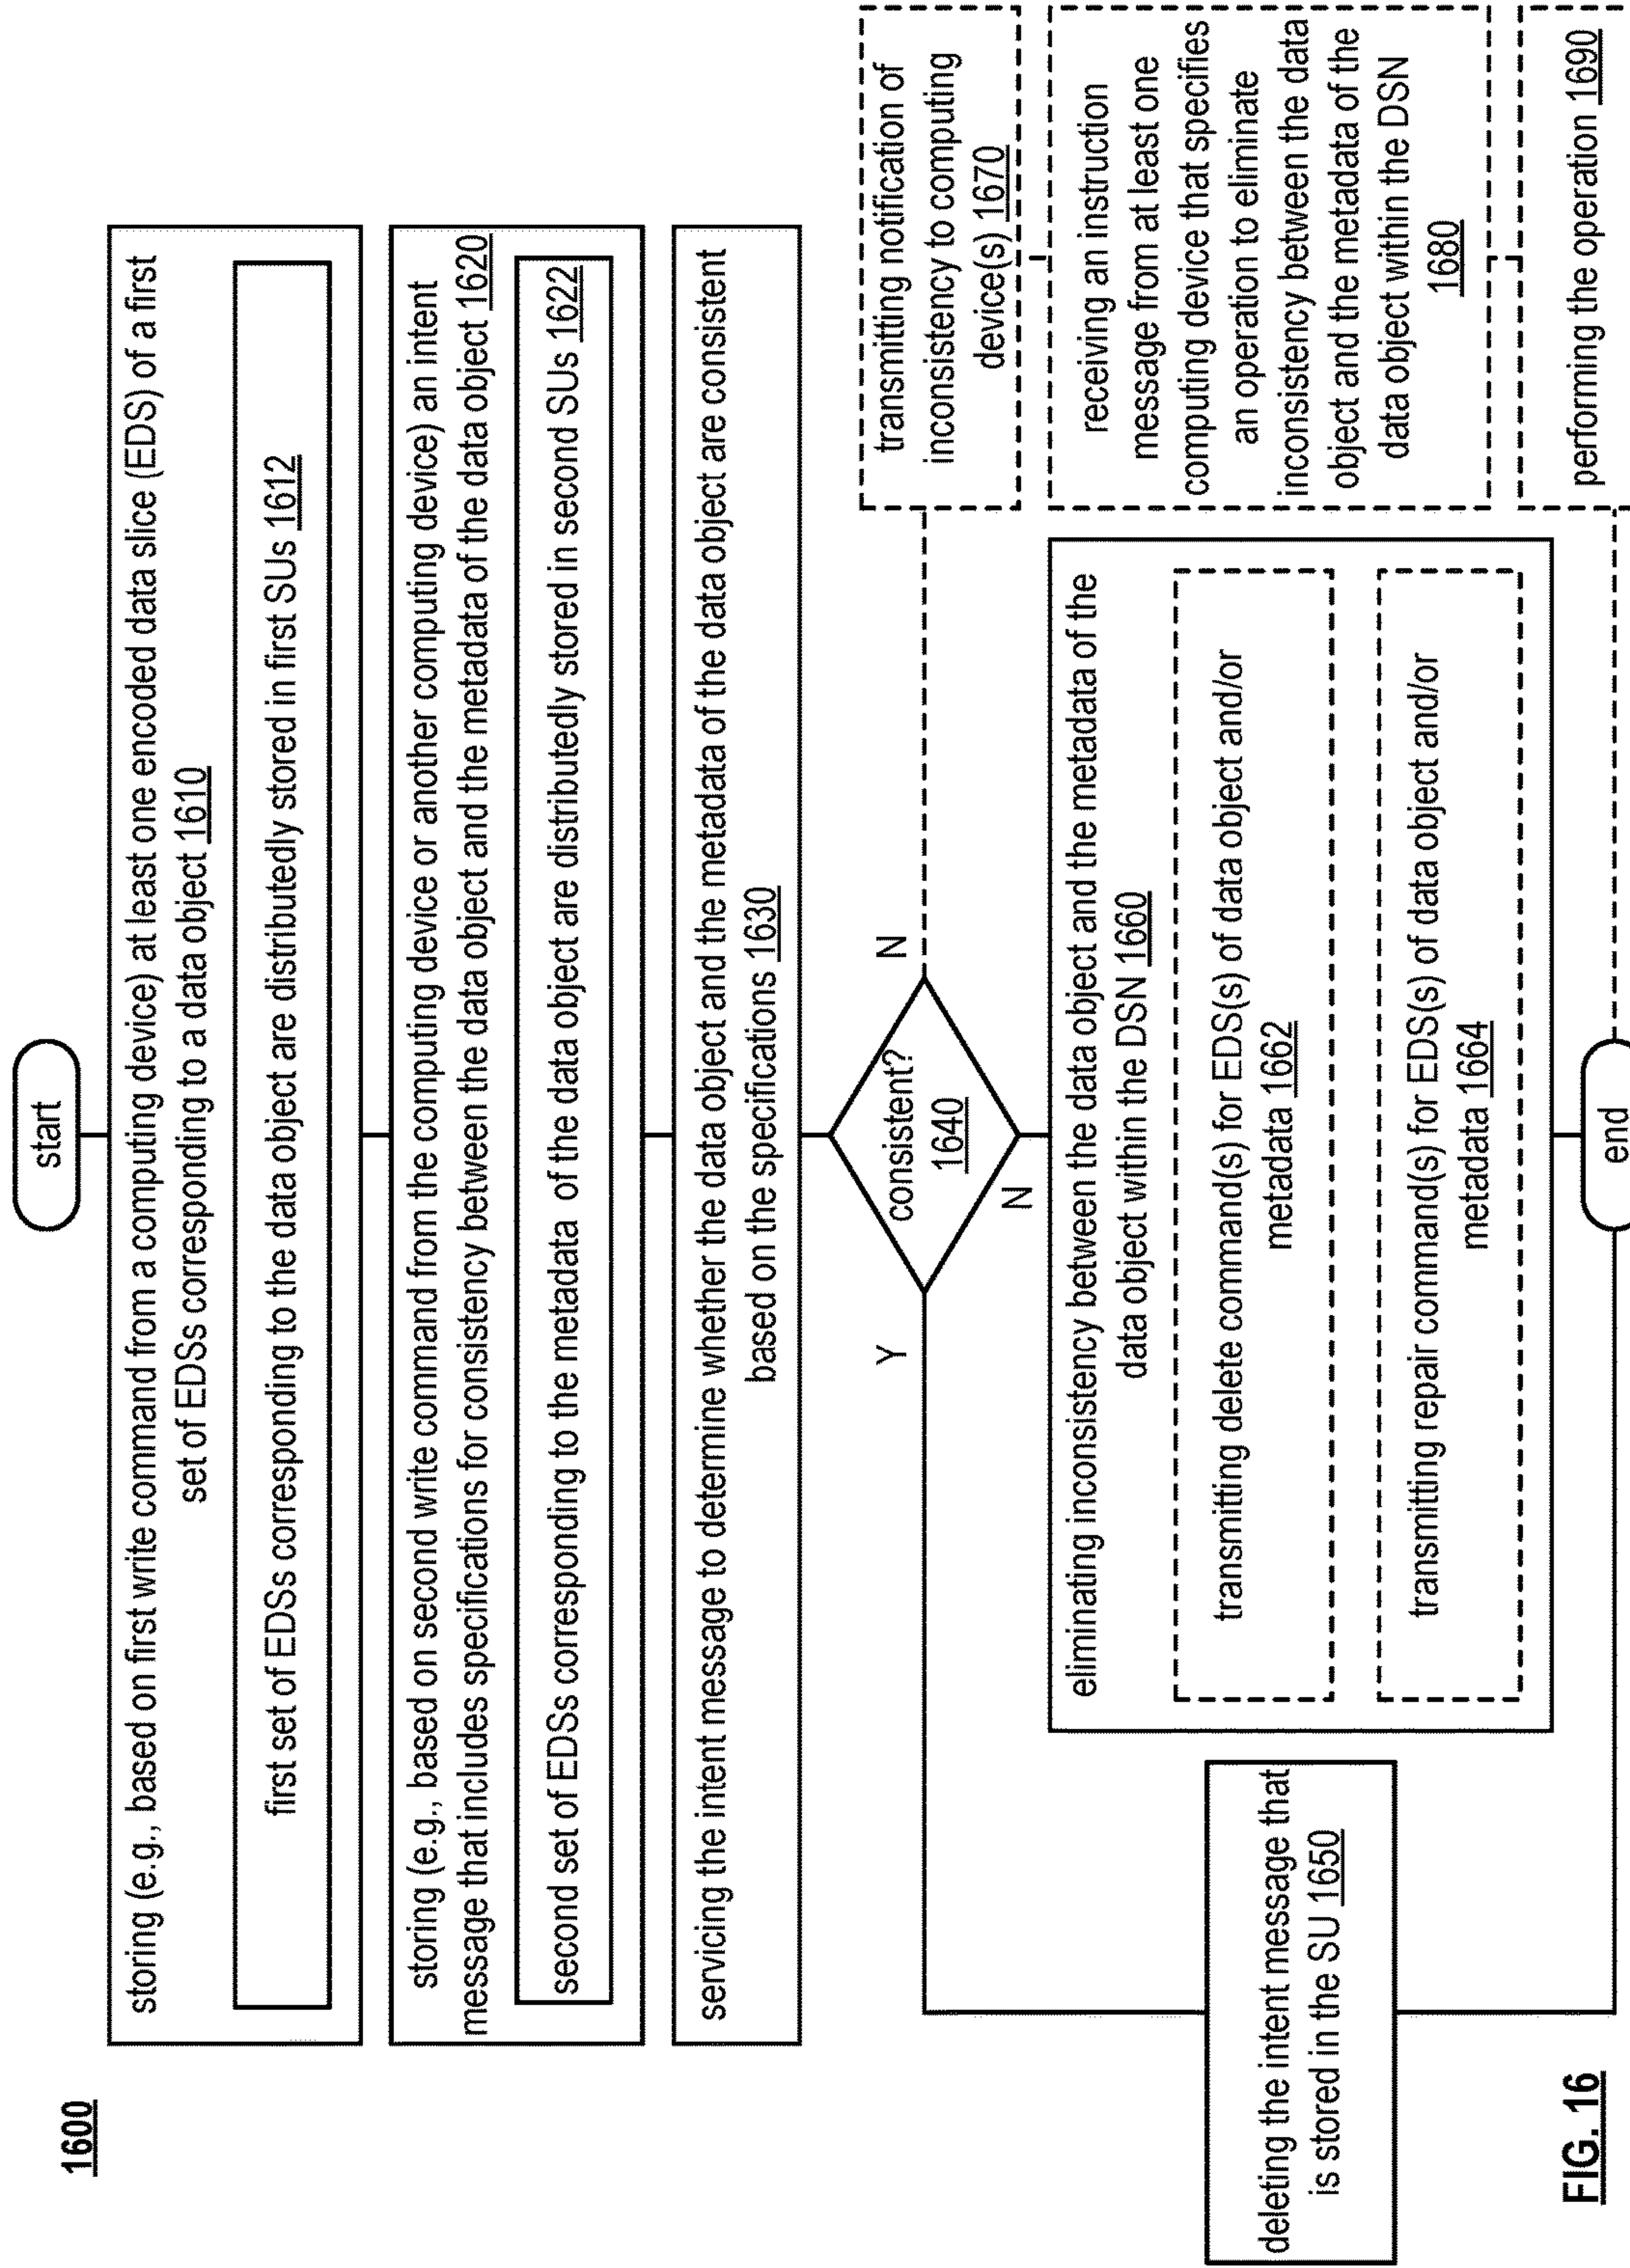 1600
start
storing (e.g., based on first write command from a computing device) at least one encoded data slice (EDS) of a first
set of EDSs corresponding to a data object 1610
first set of EDSs corresponding to the data object are distributedly stored in first SUs 1612
storing (e.g., based on second write command from the computing device or another computing device) an intent
message that includes specifications for consistency between the data object and the metadata of the data object 1620
second set of EDSs corresponding to the metadata of the data object are distributedly stored in second SUs 1622
servicing the intent message to determine whether the data object and the metadata of the data object are consistent
based on the specifications 1630
consistent?
1640
Y
N
N
deleting the intent message that
is stored in the SU 1650
eliminating inconsistency between the data object and the metadata of the
data object within the DSN 1660
transmitting delete command(s) for EDS(s) of data object and/or
metadata 1662
transmitting repair command(s) for EDS(s) of data object and/or
metadata 1664
transmitting notification of
inconsistency to computing
device(s) 1670
receiving an instruction
message from at least one
computing device that specifies
an operation to eliminate
inconsistency between the data
object and the metadata of the
data object within the DSN
1680
performing the operation 1690
end
FIG. 16